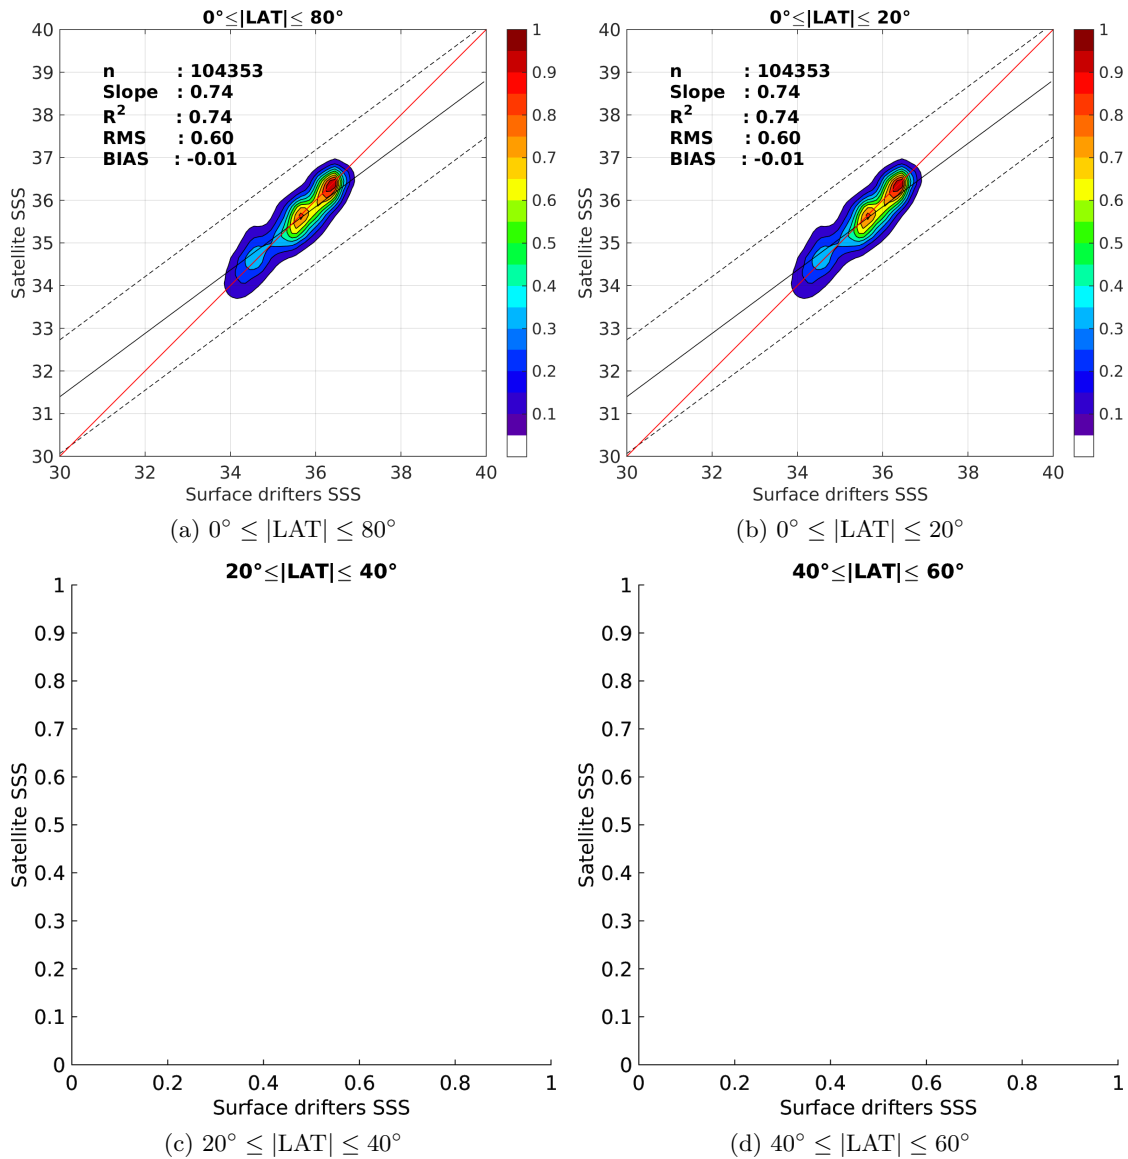 0°≤|LAT|≤ 80°
n : 104353
Slope : 0.74
R2 : 0.74
RMS : 0.60
BIAS : -0.01
40
39
38
37
36
35
34
33
32
31
30
30 32 34 36 38 40
Satellite SSS
Surface drifters SSS
1
0.9
0.8
0.7
0.6
0.5
0.4
0.3
0.2
0.1
(a) 0° ≤ |LAT| ≤ 80°
0°≤|LAT|≤ 20°
n : 104353
Slope : 0.74
R2 : 0.74
RMS : 0.60
BIAS : -0.01
40
39
38
37
36
35
34
33
32
31
30
30 32 34 36 38 40
Satellite SSS
Surface drifters SSS
1
0.9
0.8
0.7
0.6
0.5
0.4
0.3
0.2
0.1
(b) 0° ≤ |LAT| ≤ 20°
20°≤|LAT|≤ 40°
1
0.9
0.8
0.7
0.6
0.5
0.4
0.3
0.2
0.1
0
0 0.2 0.4 0.6 0.8 1
Satellite SSS
Surface drifters SSS
(c) 20° ≤ |LAT| ≤ 40°
40°≤|LAT|≤ 60°
1
0.9
0.8
0.7
0.6
0.5
0.4
0.3
0.2
0.1
0
0 0.2 0.4 0.6 0.8 1
Satellite SSS
Surface drifters SSS
(d) 40° ≤ |LAT| ≤ 60°